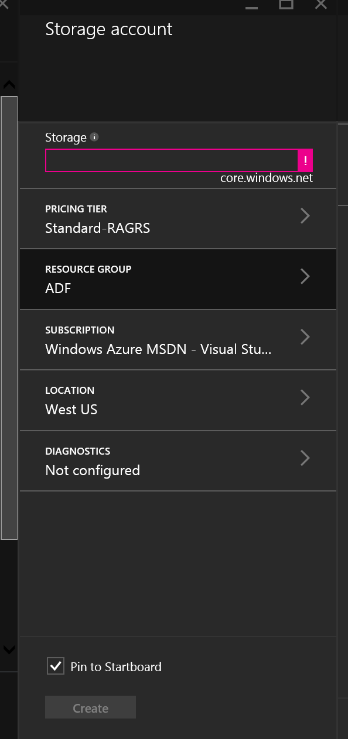 Storage account
Storage
!
core.windows.net
PRICING TIER
Standard-RAGRS
RESOURCE GROUP
ADF
SUBSCRIPTION
Windows Azure MSDN - Visual Stu...
LOCATION
West US
DIAGNOSTICS
Not configured
Pin to Startboard
Create